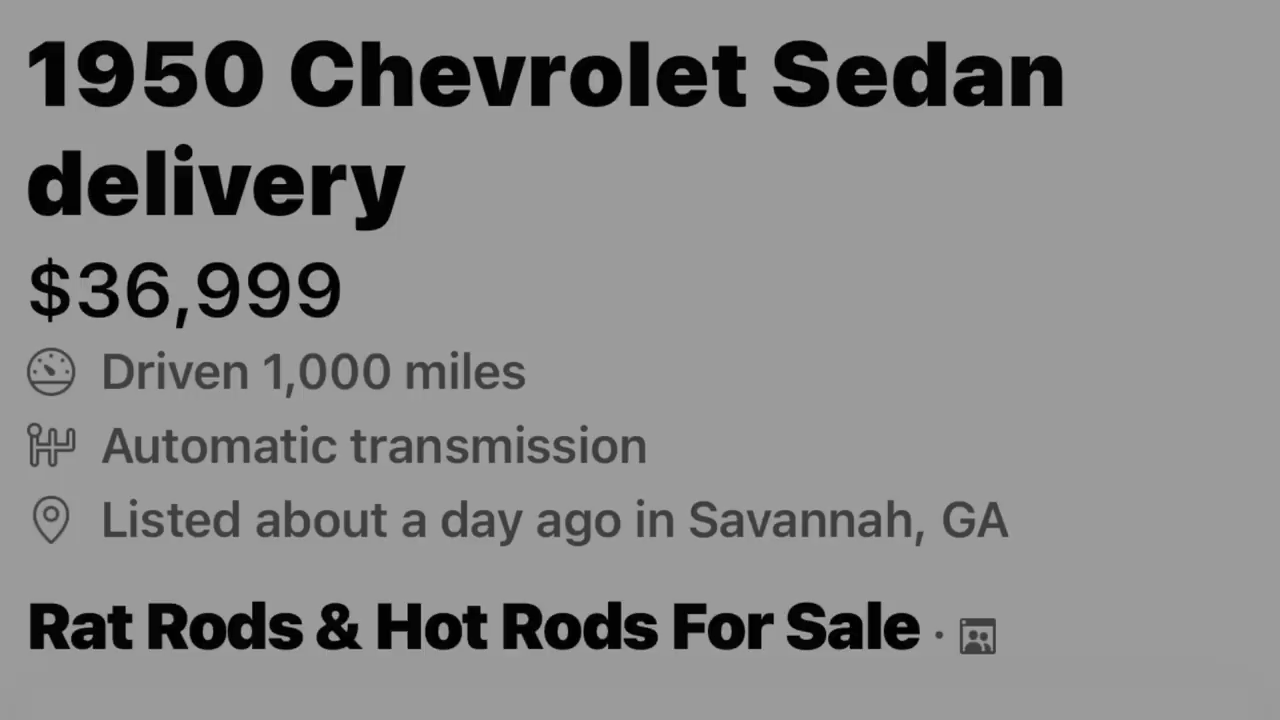 1950 Chevrolet Sedan
delivery
$36,999
Driven 1,000 miles
Automatic transmission
Listed about a day ago in Savannah, GA
Rat Rods & Hot Rods For Sale ·